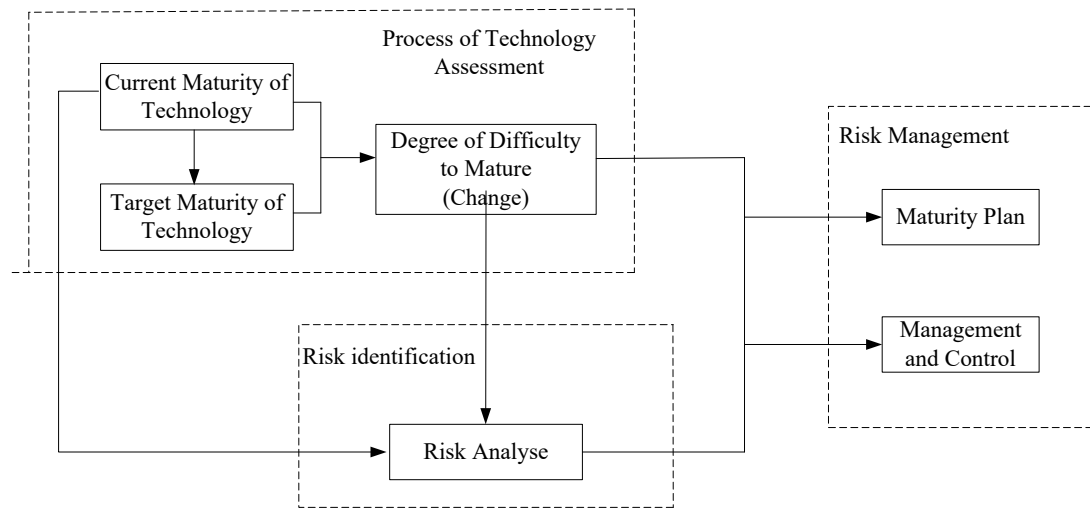 Process of Technology
Assessment
Current Maturity of
Technology
Target Maturity of
Technology
Degree of Difficulty
to Mature
(Change)
Risk identification
Risk Analyse
Risk Management
Maturity Plan
Management
and Control